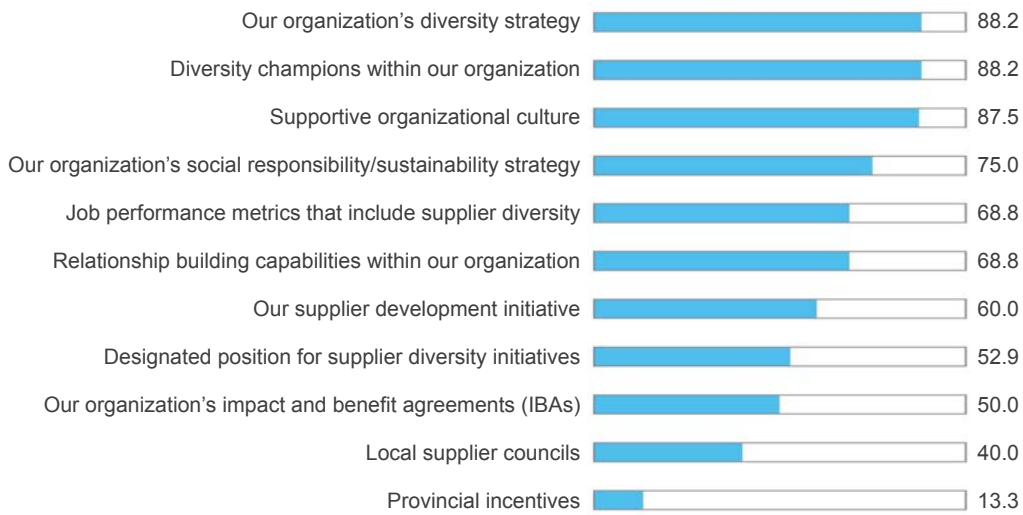 Our organization’s diversity strategy 88.2
Diversity champions within our organization 88.2
Supportive organizational culture 87.5
Our organization’s social responsibility/sustainability strategy 75.0
Job performance metrics that include supplier diversity 68.8
Relationship building capabilities within our organization 68.8
Our supplier development initiative 60.0
Designated position for supplier diversity initiatives 52.9
Our organization’s impact and benefit agreements (IBAs) 50.0
Local supplier councils 40.0
Provincial incentives 13.3